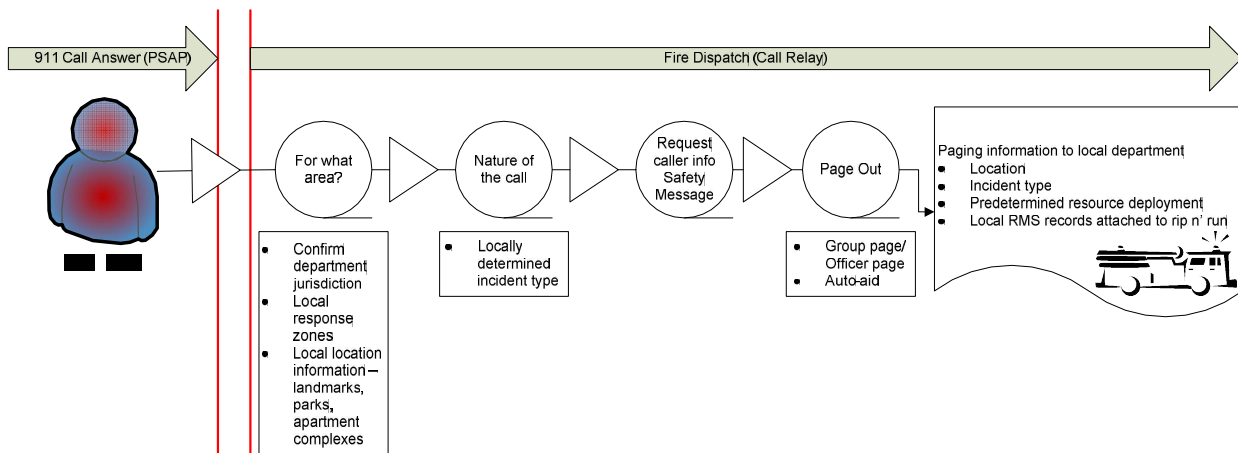 911 Call Answer (PSAP)
Fire Dispatch (Call Relay)
For what
area?
Nature of
the call
Request
caller info
Safety
Message
Page Out
Paging information to local department
• Location
• Incident type
• Predetermined resource deployment
• Local RMS records attached to rip n’ run
• Confirm
department
jurisdiction
• Local
response
zones
• Local location
information—
landmarks,
parks,
apartment
complexes
• Locally
determined
incident type
• Group page/
Officer page
• Auto-aid